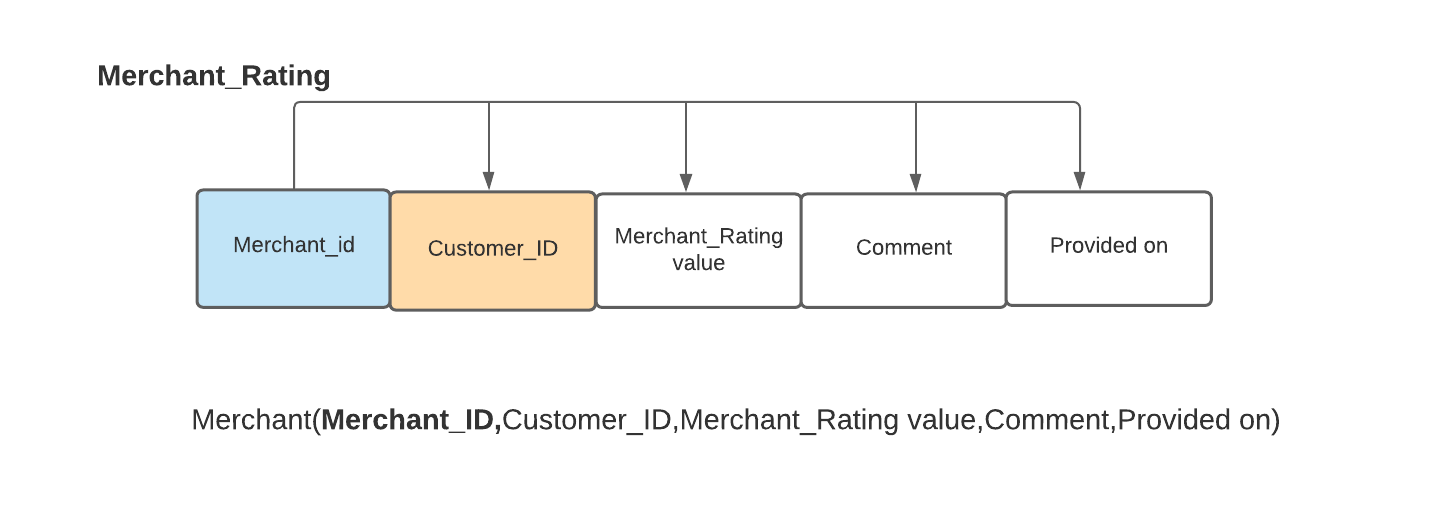 Merchant_Rating
Merchant_id
Customer_ID
Merchant_Rating
value
Comment
Provided on
Merchant(Merchant_ID,Customer_ID,Merchant_Rating value,Comment,Provided on)